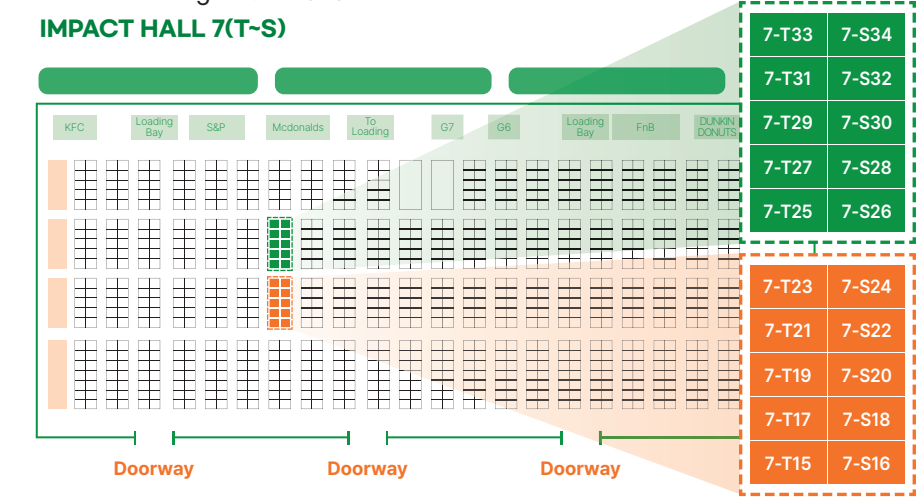 IMPACT HALL 7(T~S)
KFC
Loading
Bay
S&P
Mcdonalds
To
Loading
G7
G6
Loading
Bay
FnB
DUNKIN
DONUTS
7-T33 7-S34
7-T31 7-S32
7-T29 7-S30
7-T27 7-S28
7-T25 7-S26
7-T23 7-S24
7-T21 7-S22
7-T19 7-S20
7-T17 7-S18
7-T15 7-S16
Doorway Doorway Doorway